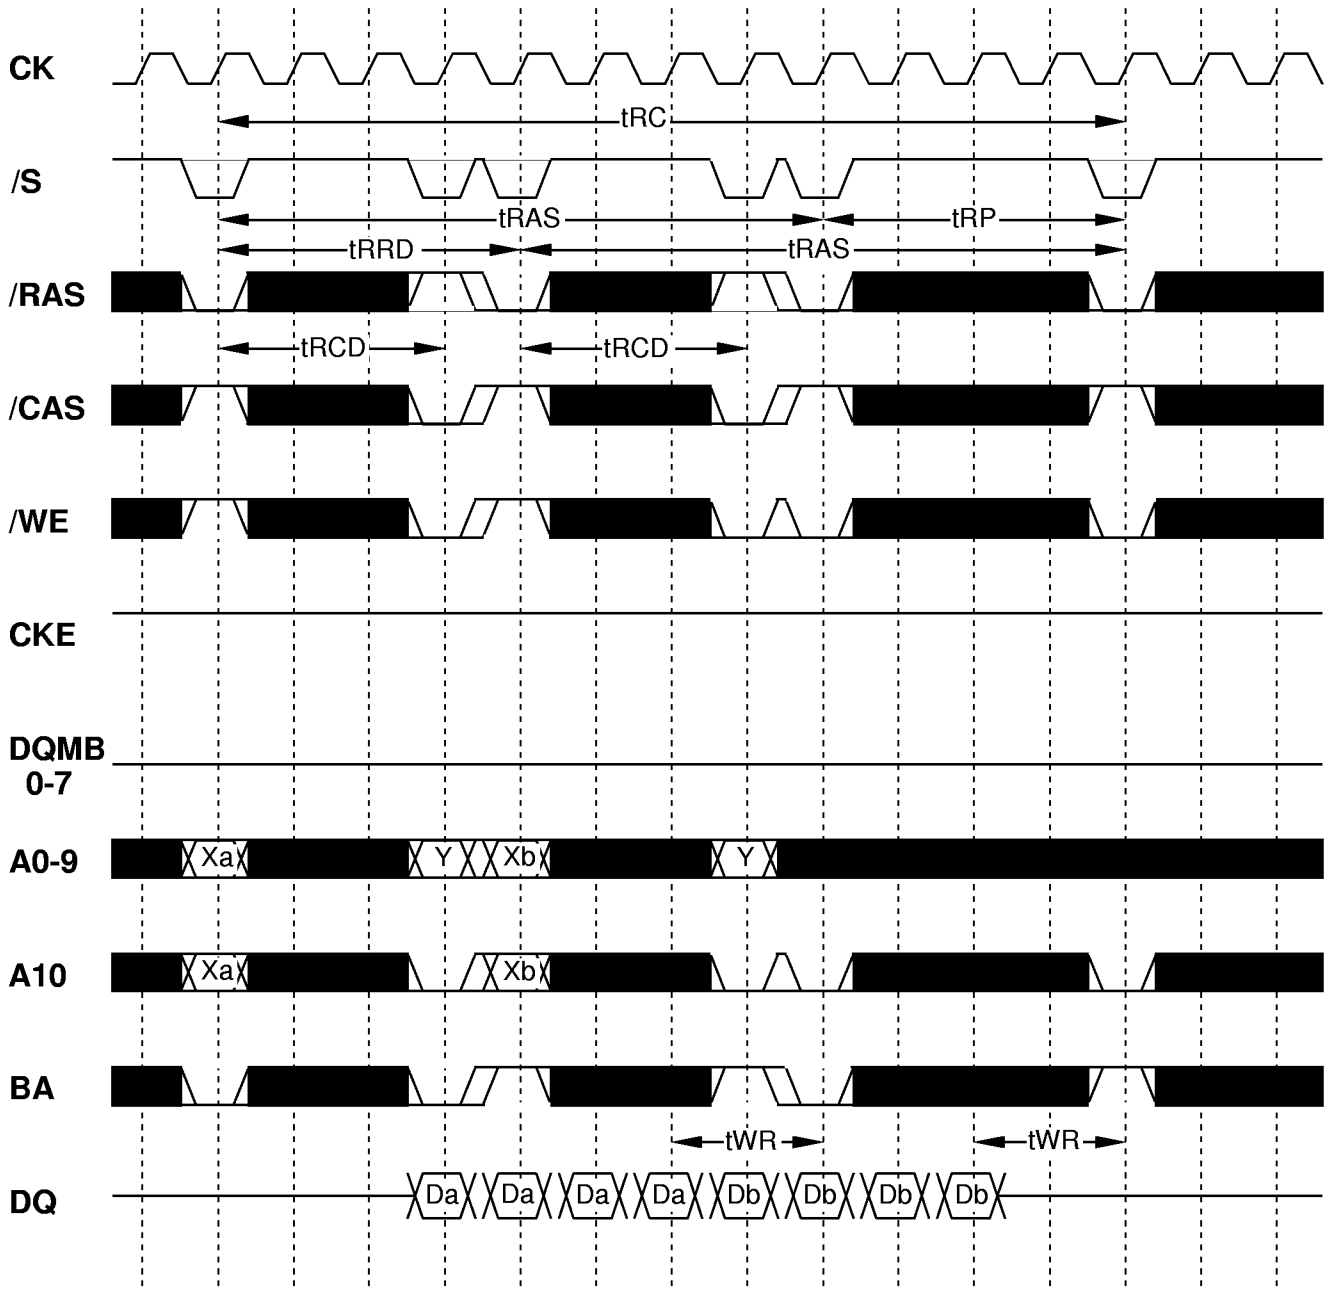 CK
tRC
/S
tRAS tRP
tRRD tRAS
/RAS
tRCD tRCD
/CAS
/WE
CKE
DQMB
0-7
A0-9 Xa Y Xb Y
A10 Xa Xb
BA
tWR tWR
DQ Da Da Da Da Db Db Db Db